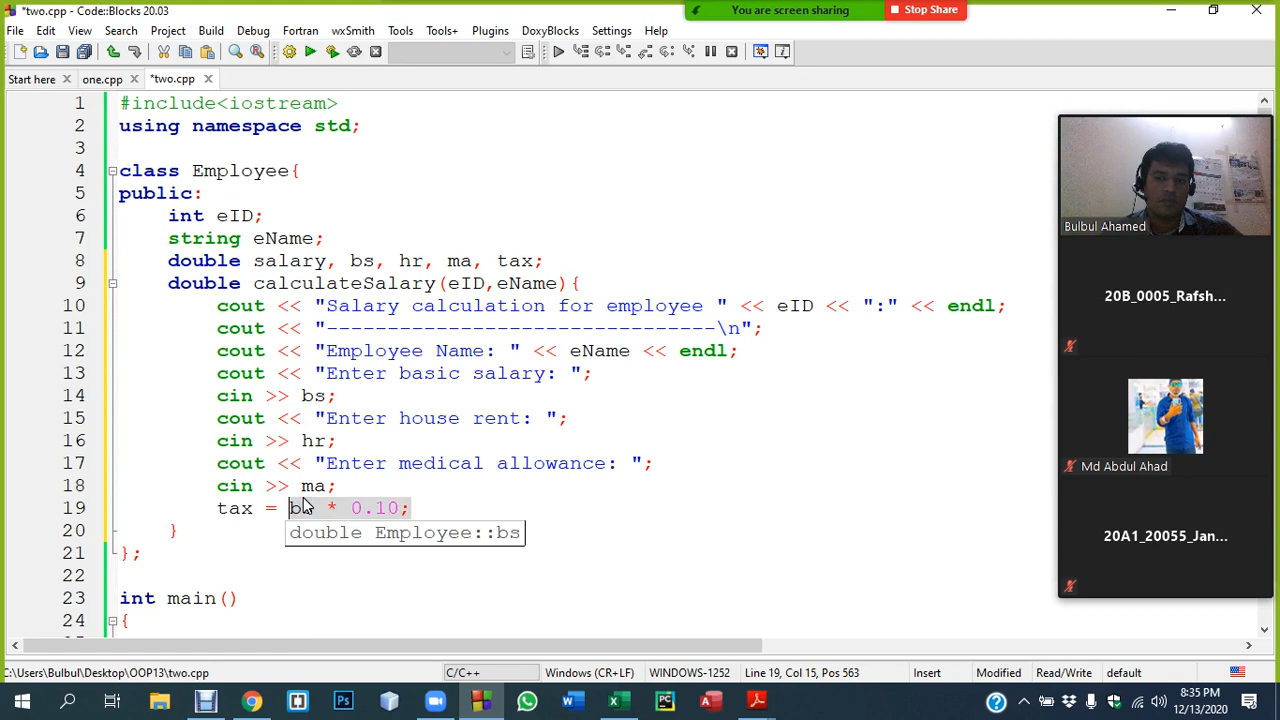 *two.cpp - Code::Blocks 20.03
You are screen sharing
Stop Share
File Edit View Search Project Build Debug Fortran wxSmith Tools Tools+ Plugins DoxyBlocks Settings Help
Start here one.cpp *two.cpp
1 #include<iostream>
2 using namespace std;
3
4 class Employee{
5 public:
6 int eID;
7 string eName;
8 double salary, bs, hr, ma, tax;
9 double calculateSalary(eID,eName){
10 cout << "Salary calculation for employee " << eID << ":" << endl;
11 cout << "--------------------------------\n";
12 cout << "Employee Name: " << eName << endl;
13 cout << "Enter basic salary: ";
14 cin >> bs;
15 cout << "Enter house rent: ";
16 cin >> hr;
17 cout << "Enter medical allowance: ";
18 cin >> ma;
19 tax = bs * 0.10;
20 }
double Employee::bs
21 };
22
23 int main()
24 {
Bulbul Ahamed
20B_0005_Rafsh...
Md Abdul Ahad
20A1_20055_Jan...
C:\Users\Bulbul\Desktop\OOP13\two.cpp C/C++ Windows (CR+LF) WINDOWS-1252 Line 19, Col 15, Pos 563 Insert Modified Read/Write default
8:35 PM
12/13/2020